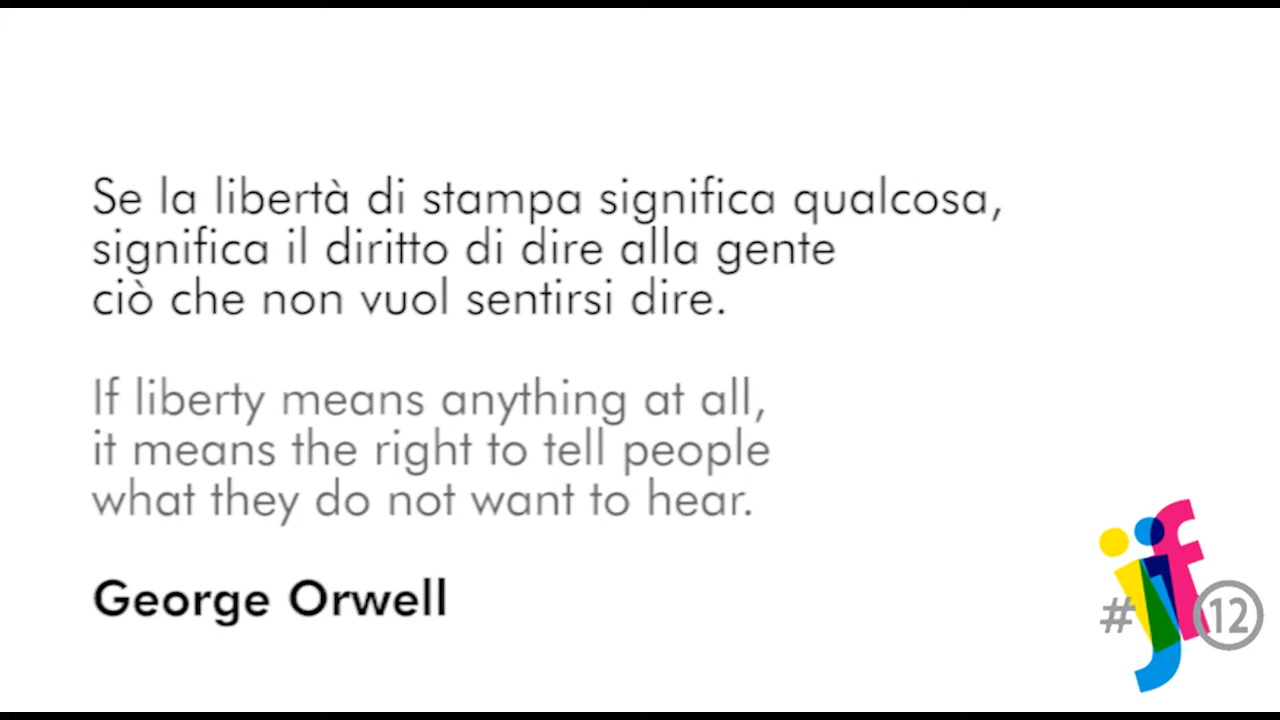 Se la libertà di stampa significa qualcosa,
significa il diritto di dire alla gente
ciò che non vuol sentirsi dire.
If liberty means anything at all,
it means the right to tell people
what they do not want to hear.
George Orwell
#ijf12